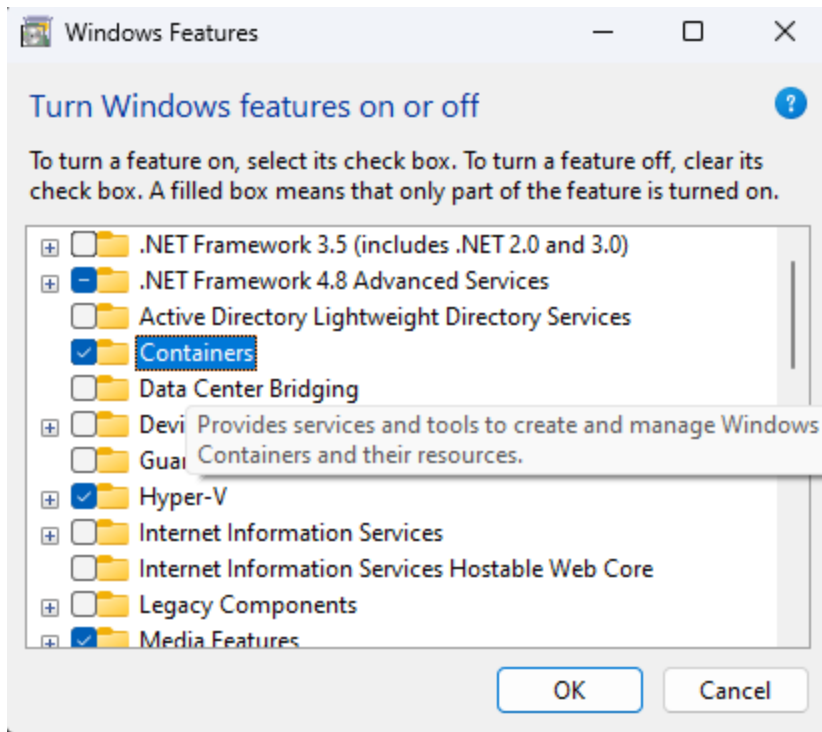 Windows Features
Turn Windows features on or off
?
To turn a feature on, select its check box. To turn a feature off, clear its
check box. A filled box means that only part of the feature is turned on.
.NET Framework 3.5 (includes .NET 2.0 and 3.0)
.NET Framework 4.8 Advanced Services
Active Directory Lightweight Directory Services
Containers
Data Center Bridging
Devi
Provides services and tools to create and manage Windows
Guar
Containers and their resources.
Hyper-V
Internet Information Services
Internet Information Services Hostable Web Core
Legacy Components
Media Features
OK
Cancel